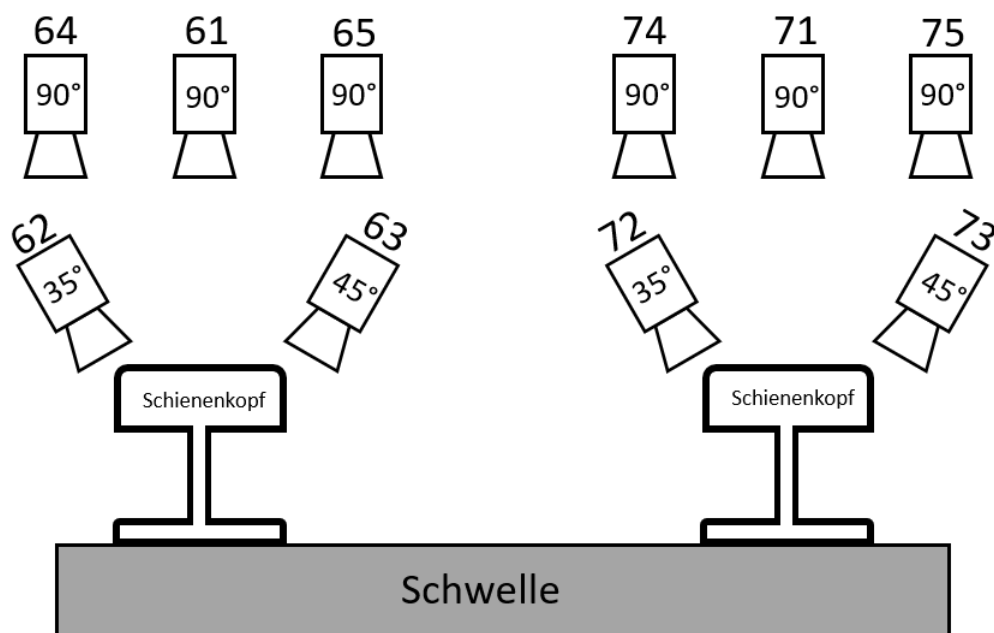 64 61 65 74 71 75
90° 90° 90° 90° 90° 90°
62 63 72 73
35° 45° 35° 45°
Schienenkopf Schienenkopf
Schwelle